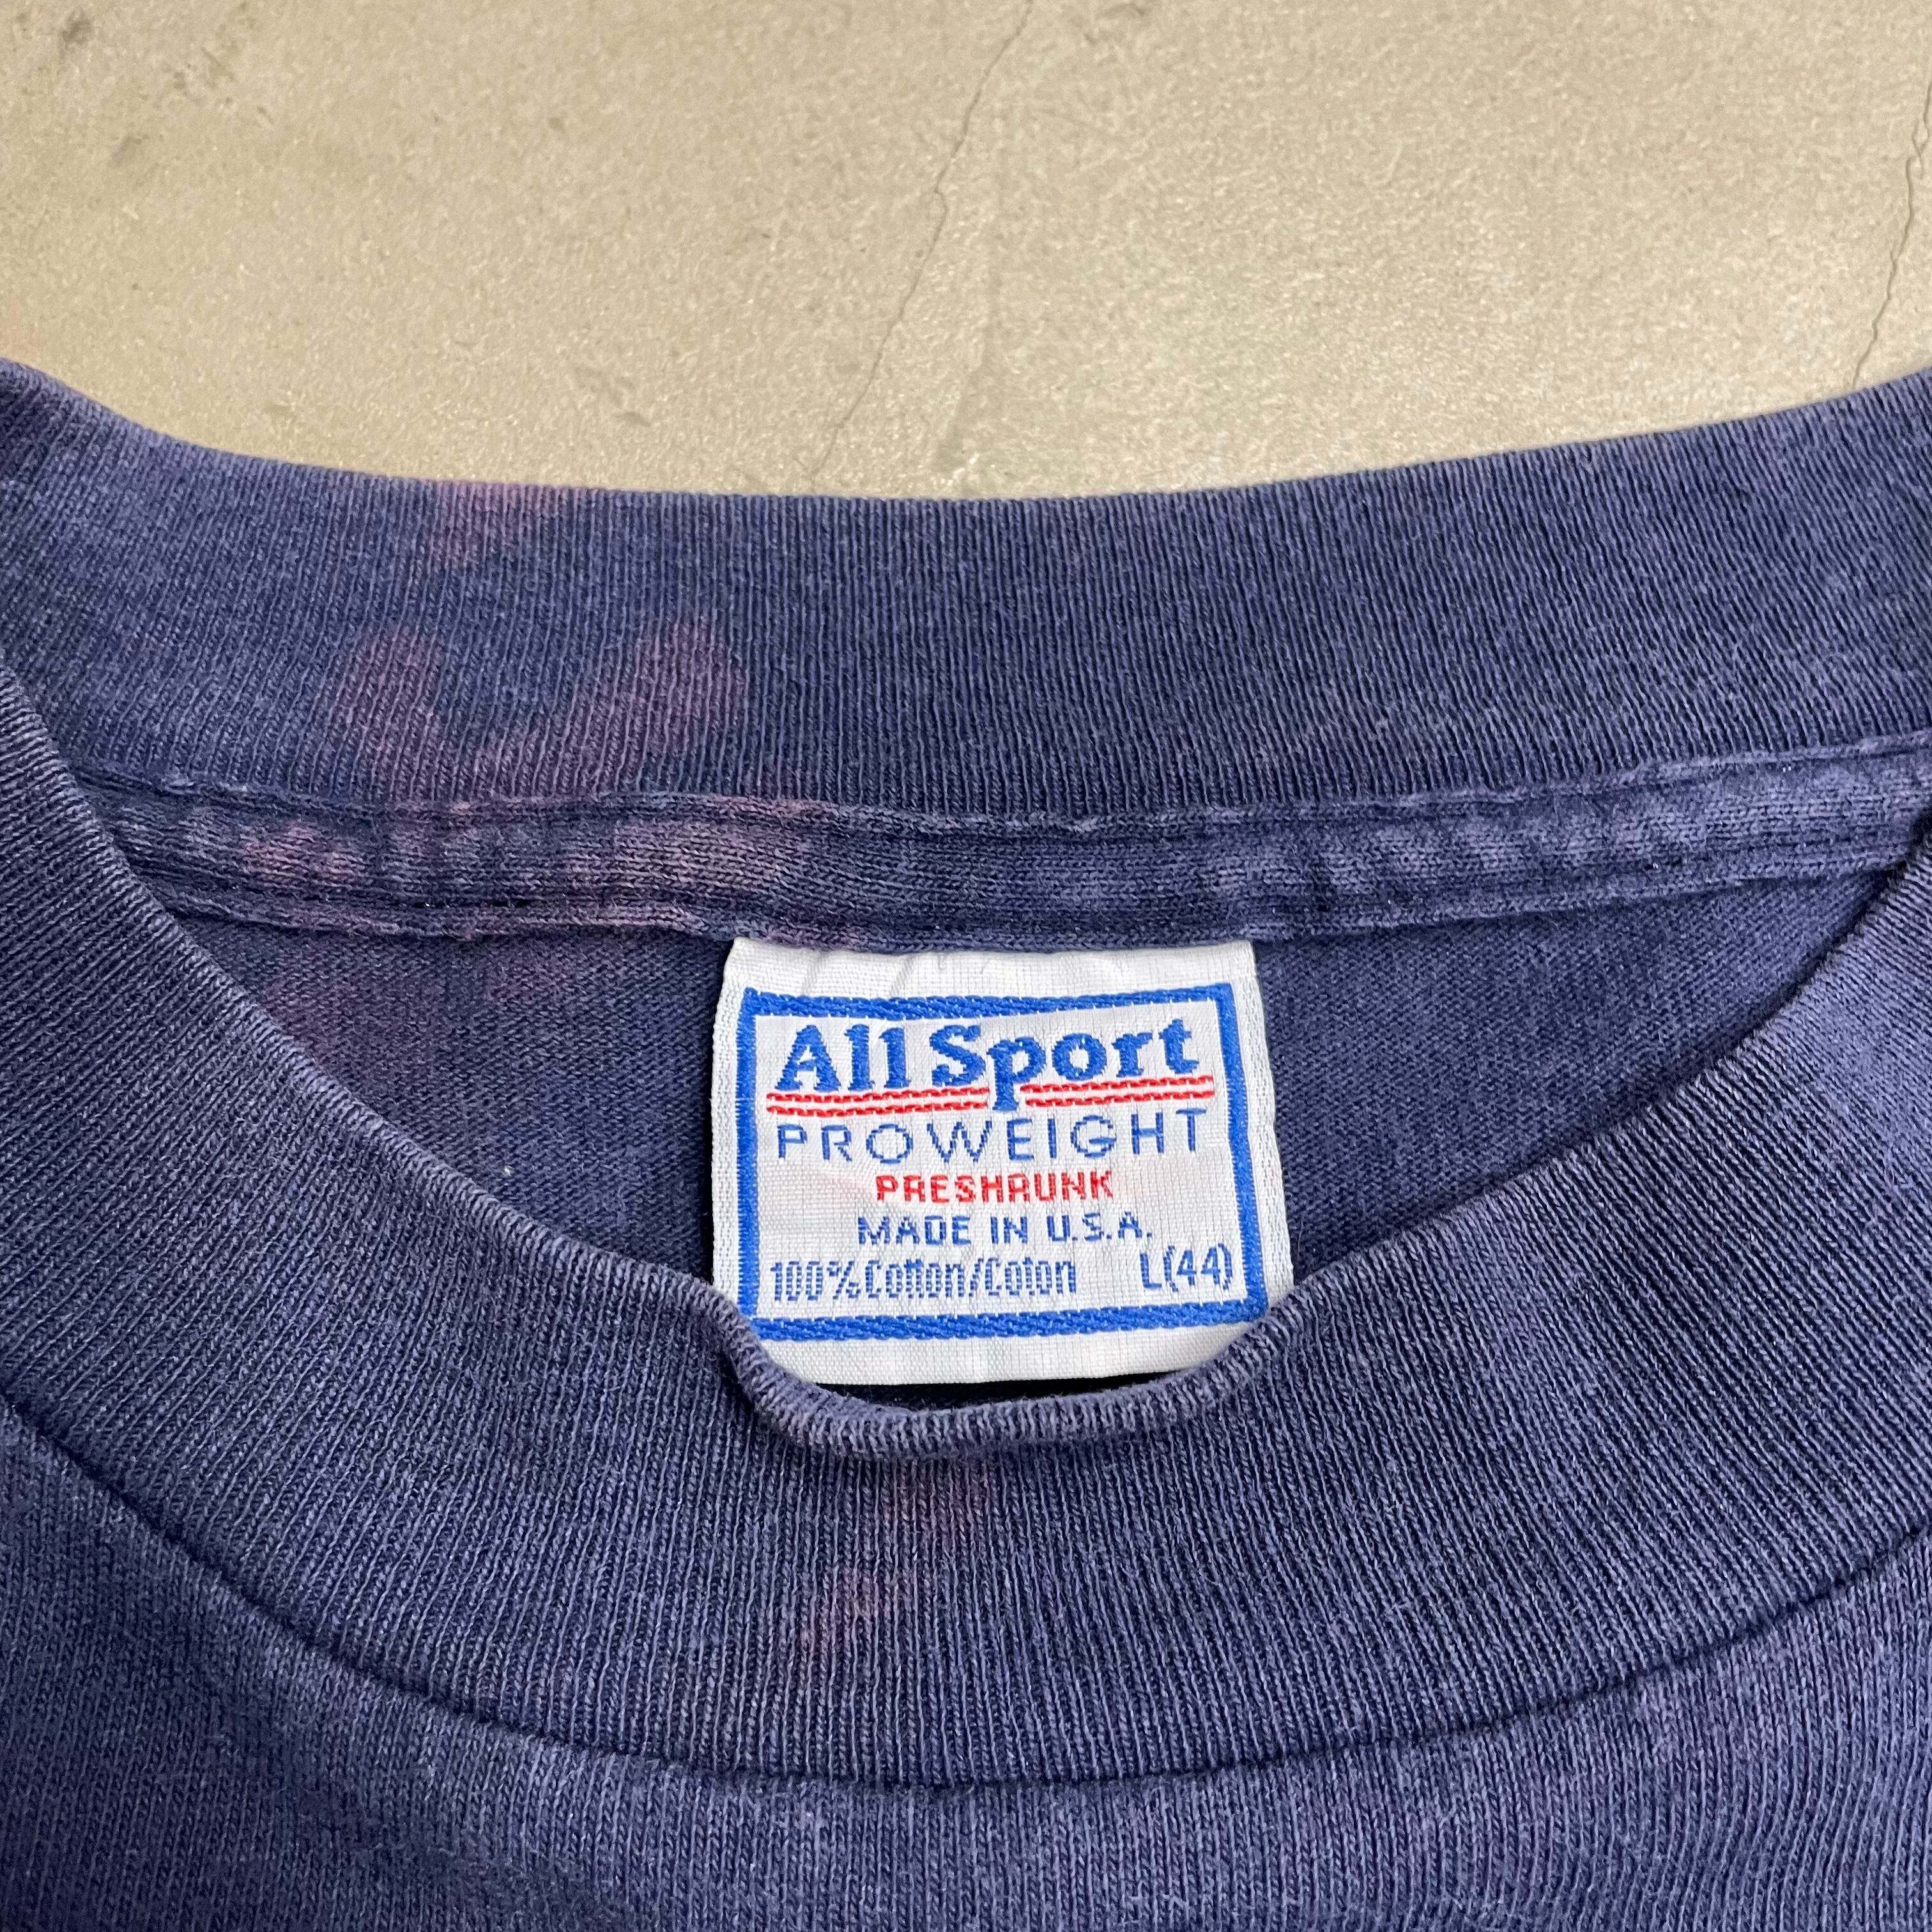 All Sport
PROWEIGHT
PRESHRUNK
MADE IN U.S.A.
100% Cotton/Coton L(44)